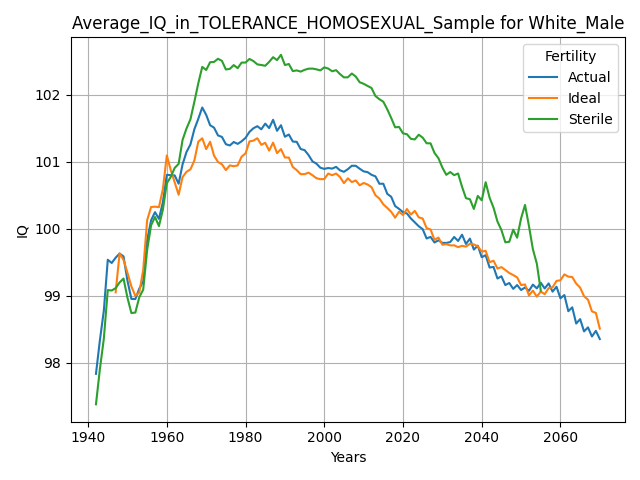 Average_IQ_in_TOLERANCE_HOMOSEXUAL_Sample for White_Male
Fertility
Actual
Ideal
Sterile
102
101
100
99
98
IQ
1940 1960 1980 2000 2020 2040 2060
Years